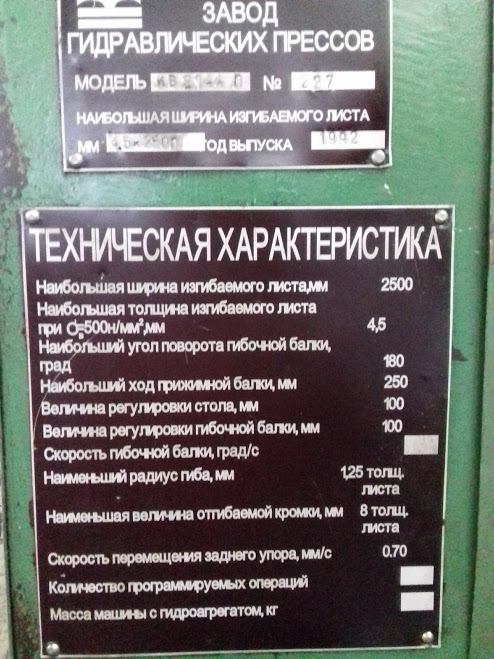 ЗАВОД
ГИДРАВЛИЧЕСКИХ ПРЕССОВ
МОДЕЛЬ № 227
НАИБОЛЬШАЯ ШИРИНА ИЗГИБАЕМОГО ЛИСТА
ММ 4,5×2500 ГОД ВЫПУСКА 1992
ТЕХНИЧЕСКАЯ ХАРАКТЕРИСТИКА
Наибольшая ширина изгибаемого листа,мм 2500
Наибольшая толщина изгибаемого листа
при σв=500н/мм²,мм 4,5
Наибольший угол поворота гибочной балки,
град 180
Наибольший ход прижимной балки, мм 250
Величина регулировки стола, мм 100
Величина регулировки гибочной балки, мм 100
Скорость гибочной балки, град/с
Наименьший радиус гиба, мм 1,25 толщ.
листа
Наименьшая величина отгибаемой кромки, мм 8 толщ.
листа
Скорость перемещения заднего упора, мм/с 0.70
Количество программируемых операций
Масса машины с гидроагрегатом, кг